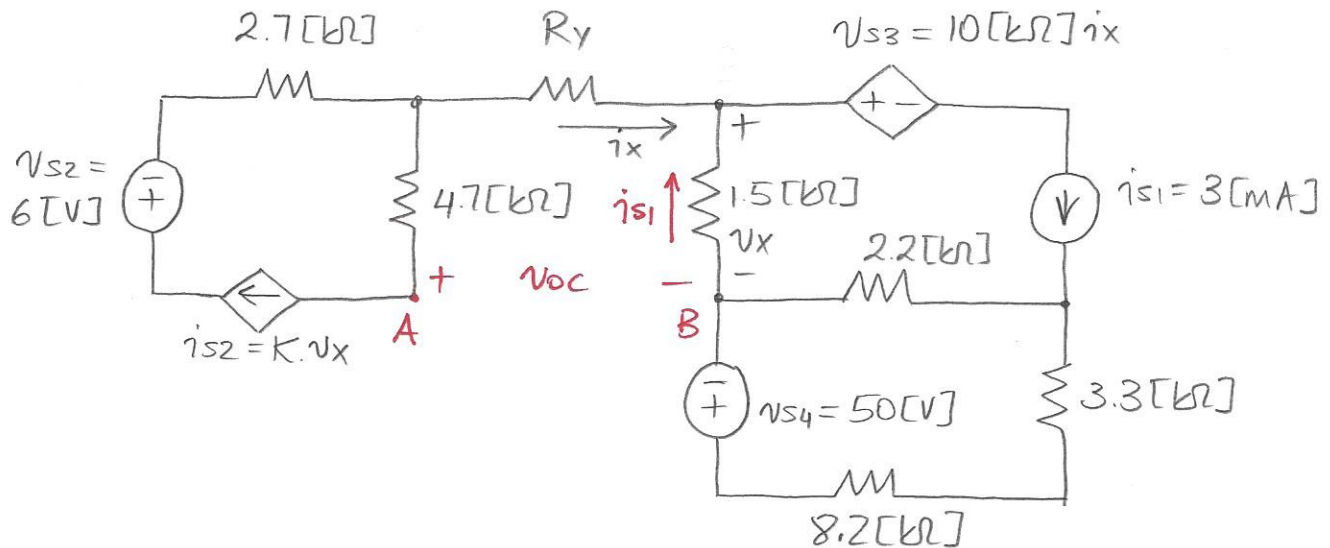 2.7[kΩ]
Ry
vs3 = 10[kΩ] ix
+ -
+
ix
vs2 =
6[V]
-
+
4.7[kΩ]
is1
1.5[kΩ]
is1 = 3[mA]
vx
2.2[kΩ]
+ voc -
-
A
B
is2 = K.vx
-
+
vs4 = 50[V]
3.3[kΩ]
8.2[kΩ]